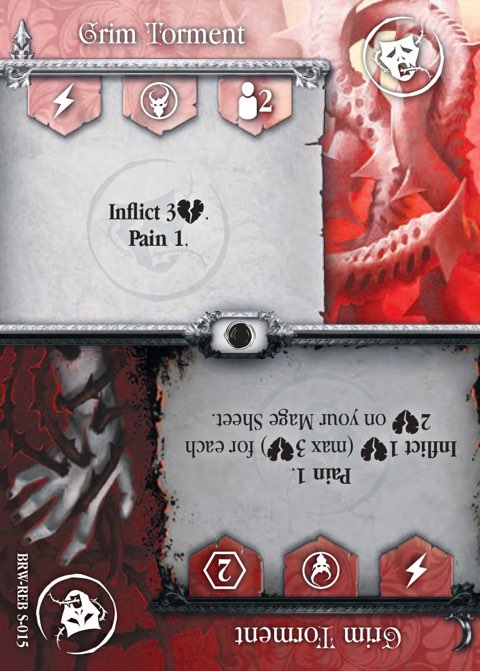 Grim Torment
2
Inflict 3.
Pain 1.
Grim Torment
2
Pain 1.
Inflict 1 (max 3) for each
2 on your Mage Sheet.
BRW-REB S-015